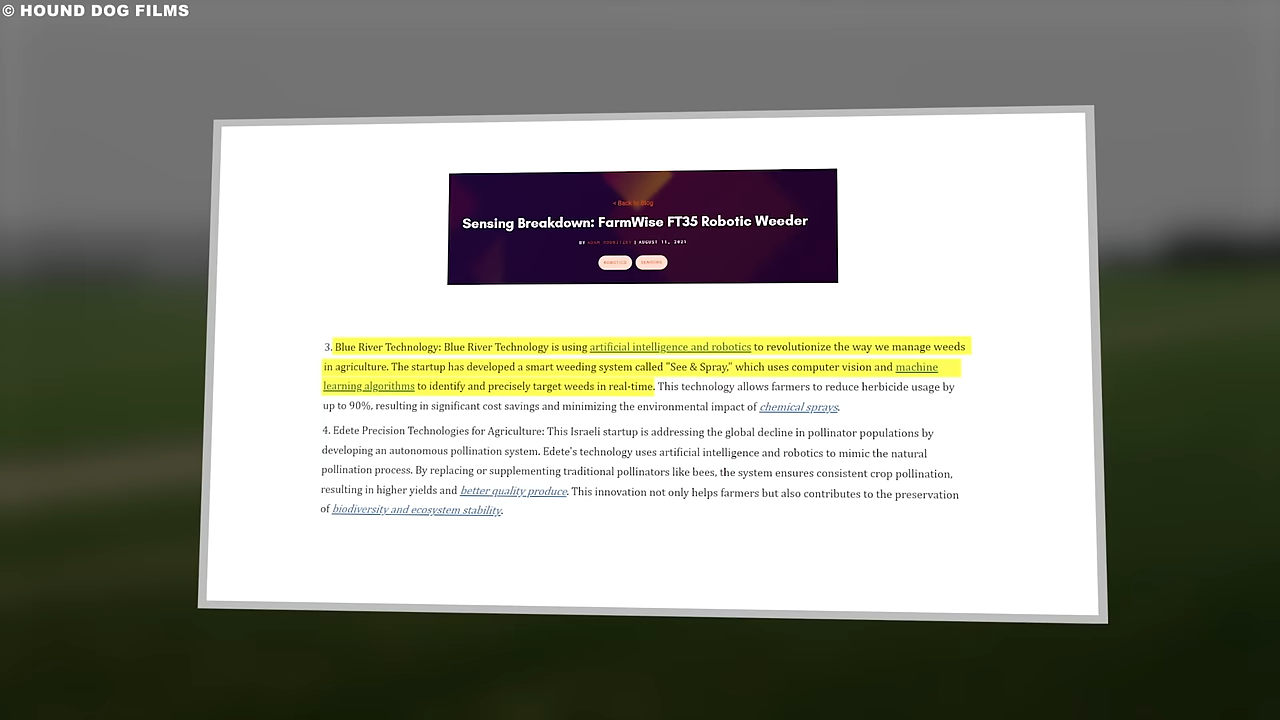 © HOUND DOG FILMS
< Back to Blog
Sensing Breakdown: FarmWise FT35 Robotic Weeder
BY ADAM | AUGUST 11, 2021
ROBOTICS SENSORS
3. Blue River Technology: Blue River Technology is using artificial intelligence and robotics to revolutionize the way we manage weeds
in agriculture. The startup has developed a smart weeding system called "See & Spray," which uses computer vision and machine
learning algorithms to identify and precisely target weeds in real-time. This technology allows farmers to reduce herbicide usage by
up to 90%, resulting in significant cost savings and minimizing the environmental impact of chemical sprays.
4. Edete Precision Technologies for Agriculture: This Israeli startup is addressing the global decline in pollinator populations by
developing an autonomous pollination system. Edete's technology uses artificial intelligence and robotics to mimic the natural
pollination process. By replacing or supplementing traditional pollinators like bees, the system ensures consistent crop pollination,
resulting in higher yields and better quality produce. This innovation not only helps farmers but also contributes to the preservation
of biodiversity and ecosystem stability.